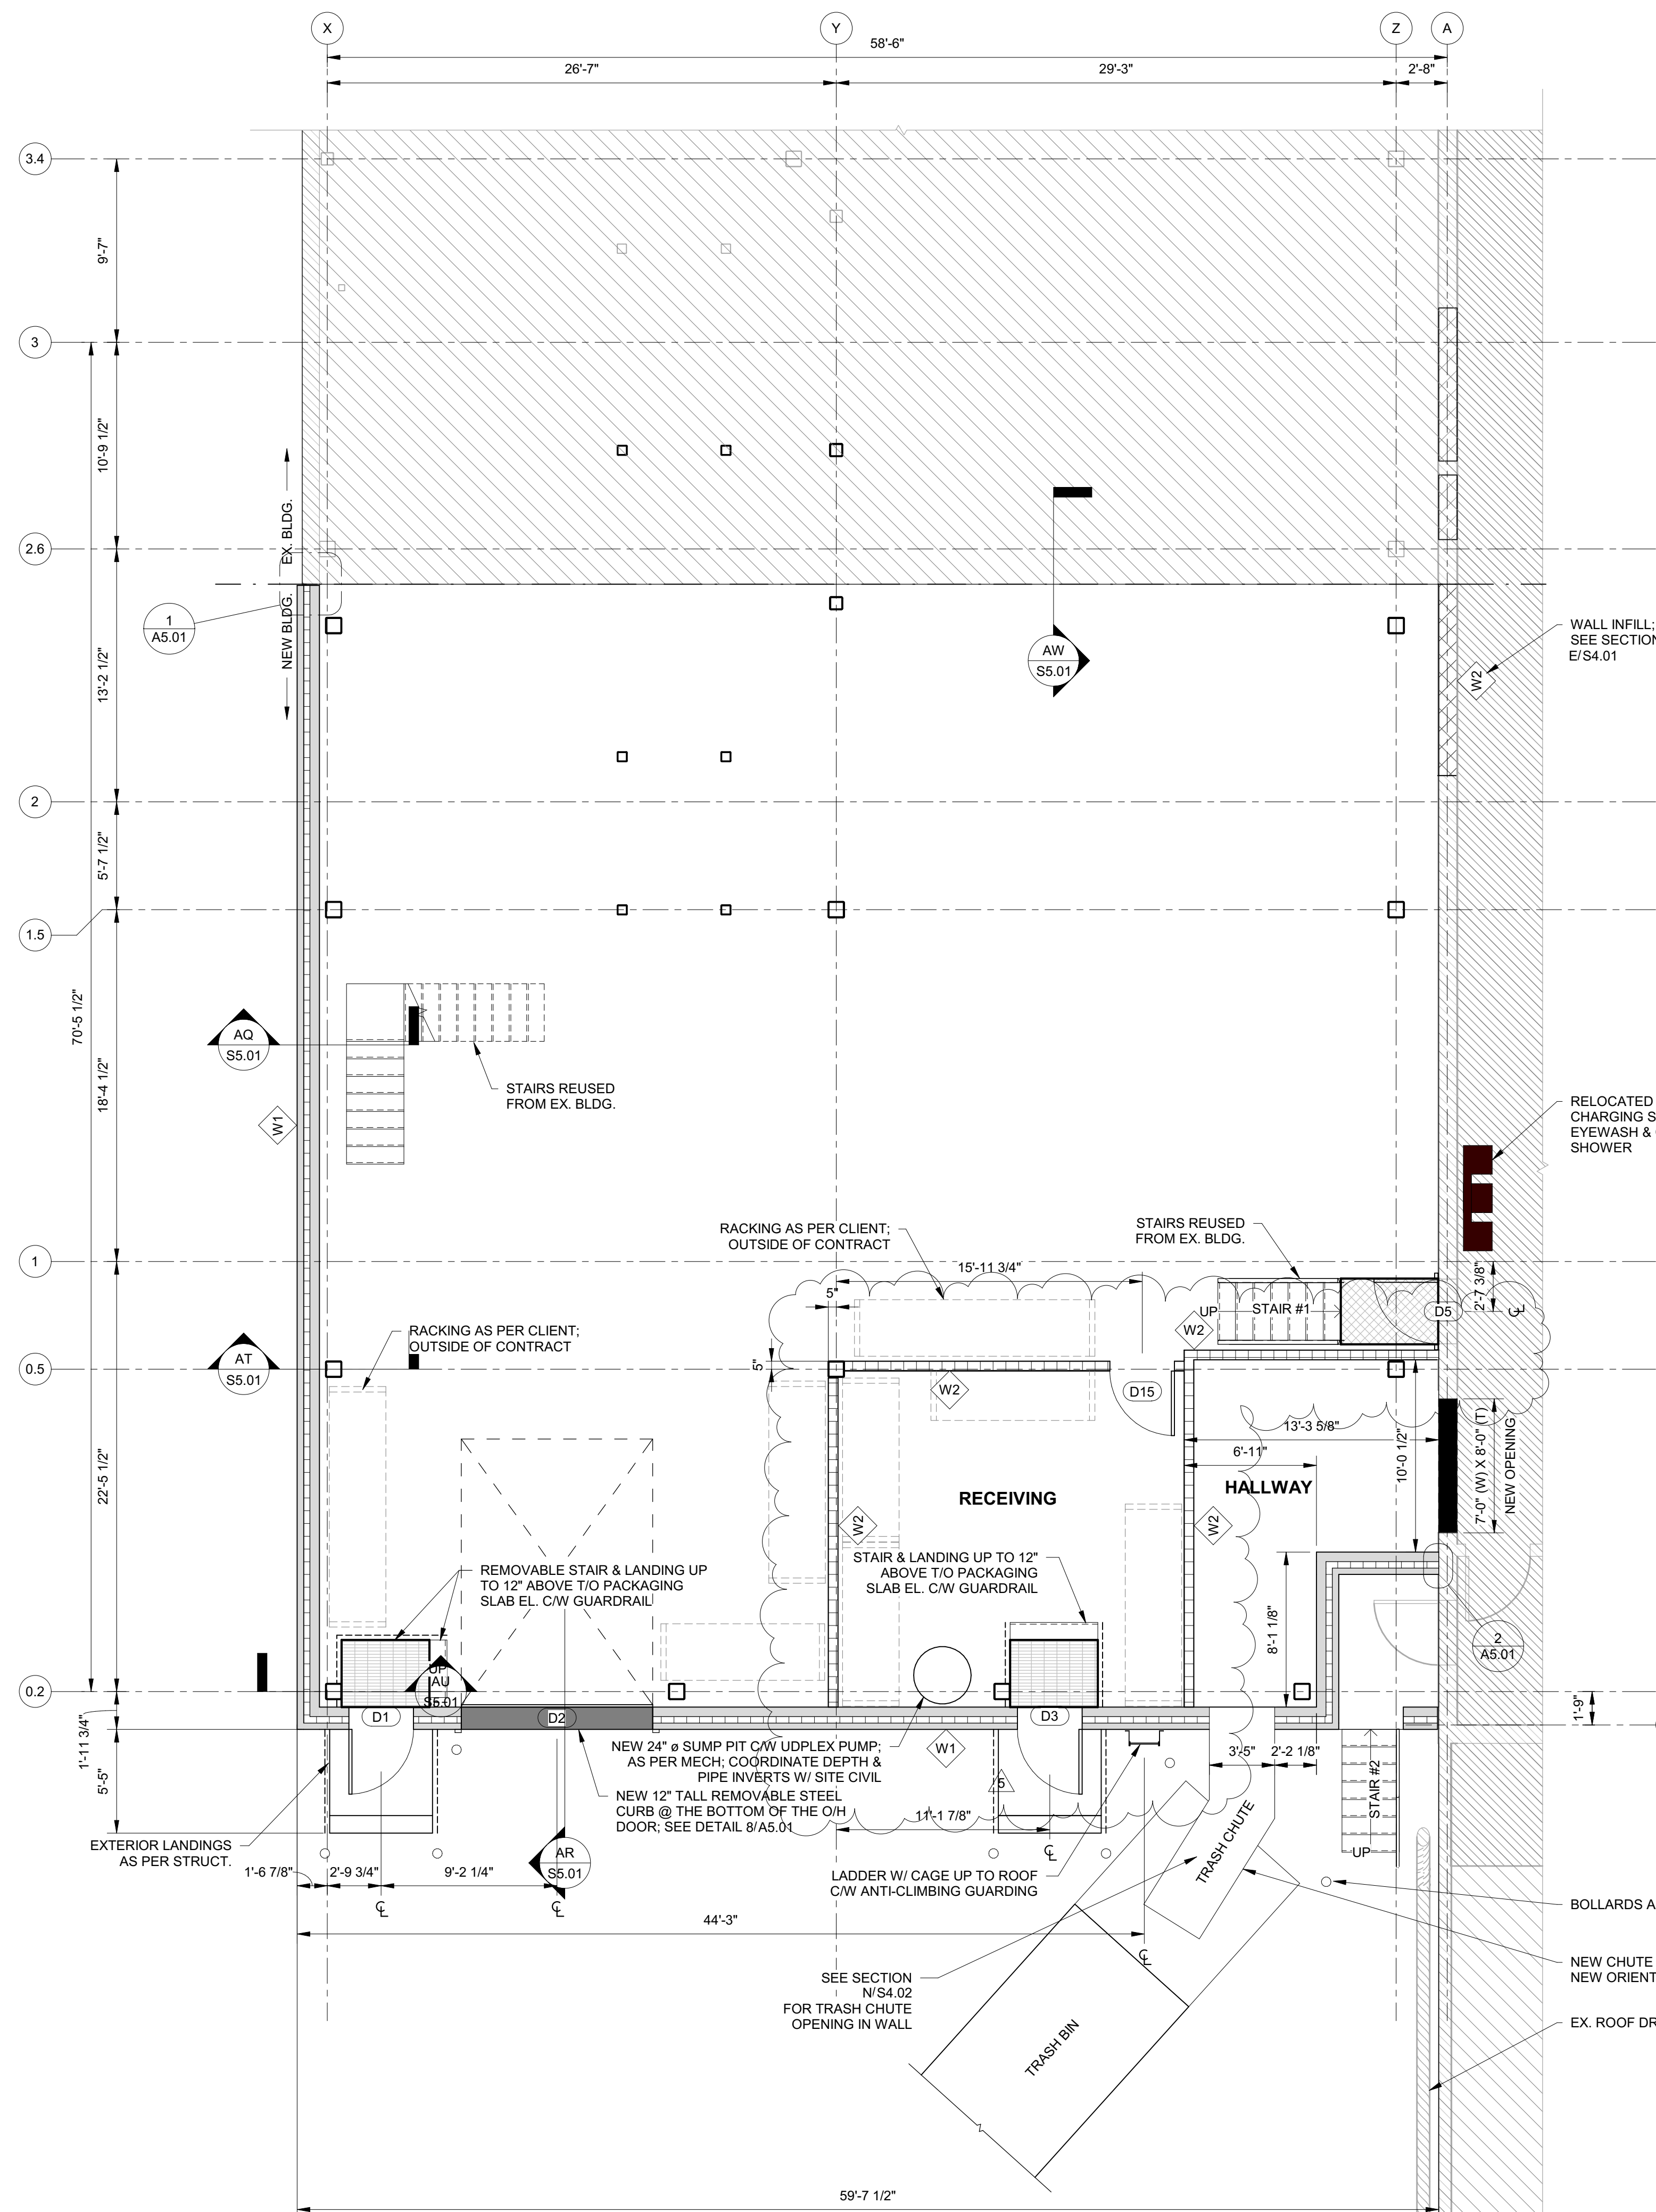 X
Y
Z
A
58'-6"
26'-7"
29'-3"
2'-8"
3.4
9'-7"
3
10'-9 1/2"
EX. BLDG.
2.6
NEW BLDG.
1
A5.01
AW
S5.01
WALL INFILL;
SEE SECTION
E/S4.01
W2
13'-2 1/2"
2
5'-7 1/2"
1.5
70'-5 1/2"
AQ
S5.01
18'-4 1/2"
STAIRS REUSED
FROM EX. BLDG.
W1
RELOCATED
CHARGING S
EYEWASH &
SHOWER
RACKING AS PER CLIENT;
OUTSIDE OF CONTRACT
STAIRS REUSED
FROM EX. BLDG.
1
15'-11 3/4"
5"
2'-7 3/8"
UP
STAIR #1
D5
℄
W2
RACKING AS PER CLIENT;
OUTSIDE OF CONTRACT
AT
S5.01
0.5
5"
W2
D15
13'-3 5/8"
6'-11"
10'-0 1/2"
7'-0" (W) X 8'-0" (T)
NEW OPENING
22'-5 1/2"
RECEIVING
HALLWAY
W2
W2
STAIR & LANDING UP TO 12"
ABOVE T/O PACKAGING
SLAB EL. C/W GUARDRAIL
REMOVABLE STAIR & LANDING UP
TO 12" ABOVE T/O PACKAGING
SLAB EL. C/W GUARDRAIL
8'-1 1/8"
2
A5.01
UP
AU
S5.01
0.2
D1
D2
D3
1'-9"
1'-11 3/4"
NEW 24" ø SUMP PIT C/W UDPLEX PUMP;
AS PER MECH; COORDINATE DEPTH &
PIPE INVERTS W/ SITE CIVIL
W1
3'-5"
2'-2 1/8"
5
STAIR #2
UP
5'-5"
NEW 12" TALL REMOVABLE STEEL
CURB @ THE BOTTOM OF THE O/H
DOOR; SEE DETAIL 8/A5.01
11'-1 7/8"
TRASH CHUTE
EXTERIOR LANDINGS
AS PER STRUCT.
AR
S5.01
℄
1'-6 7/8"
2'-9 3/4"
9'-2 1/4"
LADDER W/ CAGE UP TO ROOF
C/W ANTI-CLIMBING GUARDING
℄
℄
BOLLARDS A
44'-3"
℄
NEW CHUTE
NEW ORIENT
SEE SECTION
N/S4.02
FOR TRASH CHUTE
OPENING IN WALL
EX. ROOF DR
TRASH BIN
59'-7 1/2"